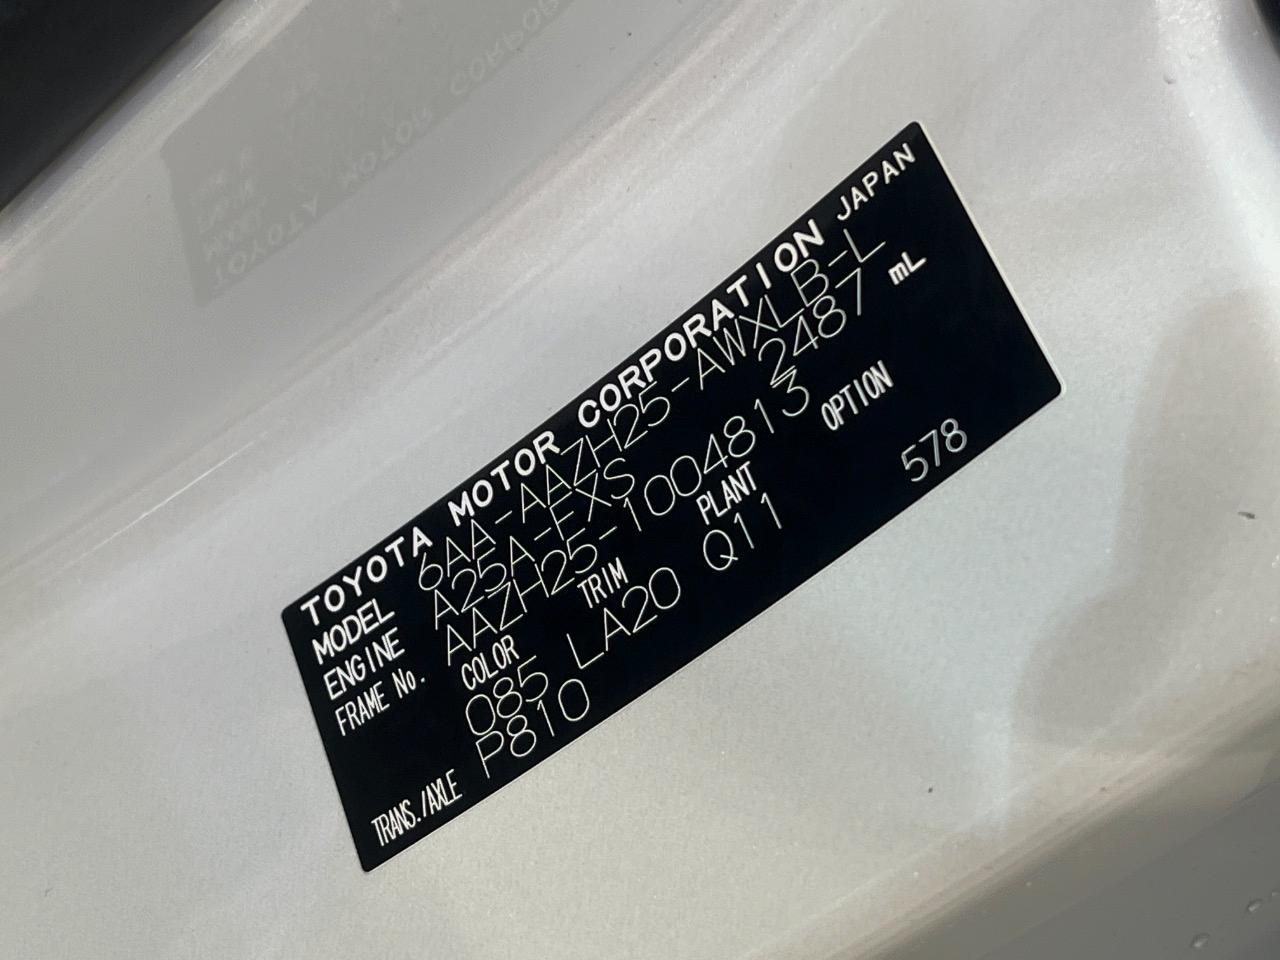 TOYOTA MOTOR CORPORATION JAPAN
MODEL 6AA-AAZH25-AWXLB-L
ENGINE A25A-FXS 2487 mL
FRAME No. AAZH25-1004813
COLOR TRIM PLANT OPTION
085 LA20 Q11 578
TRANS./AXLE P810